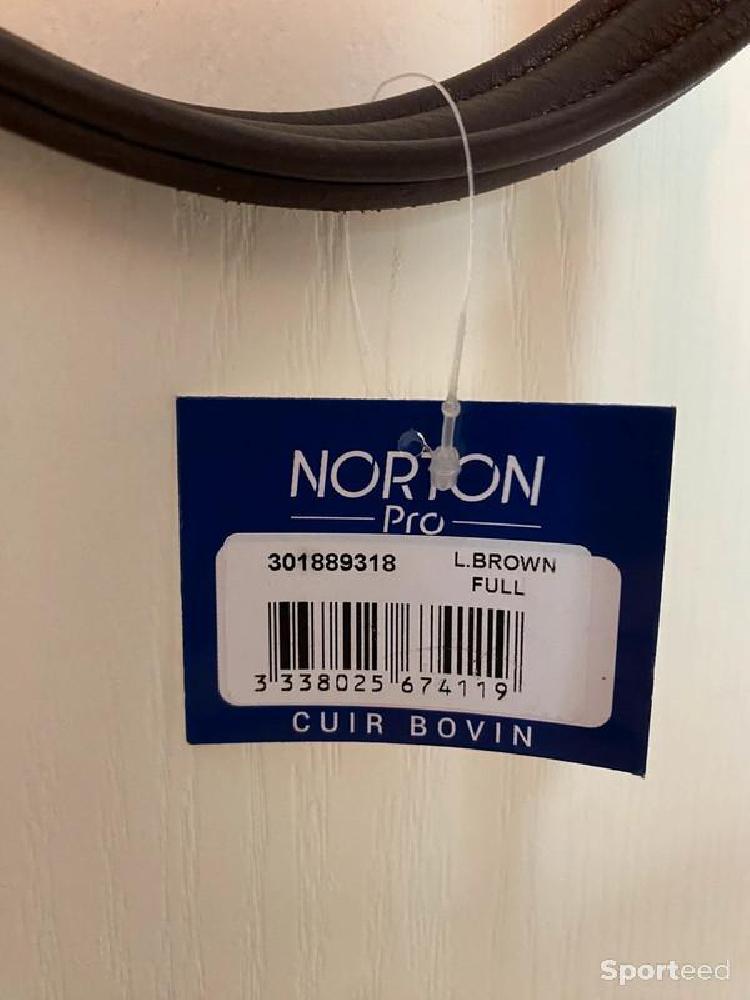 NORTON
Pro
301889318 L.BROWN
FULL
3 338025 674119
CUIR BOVIN
Sporteed